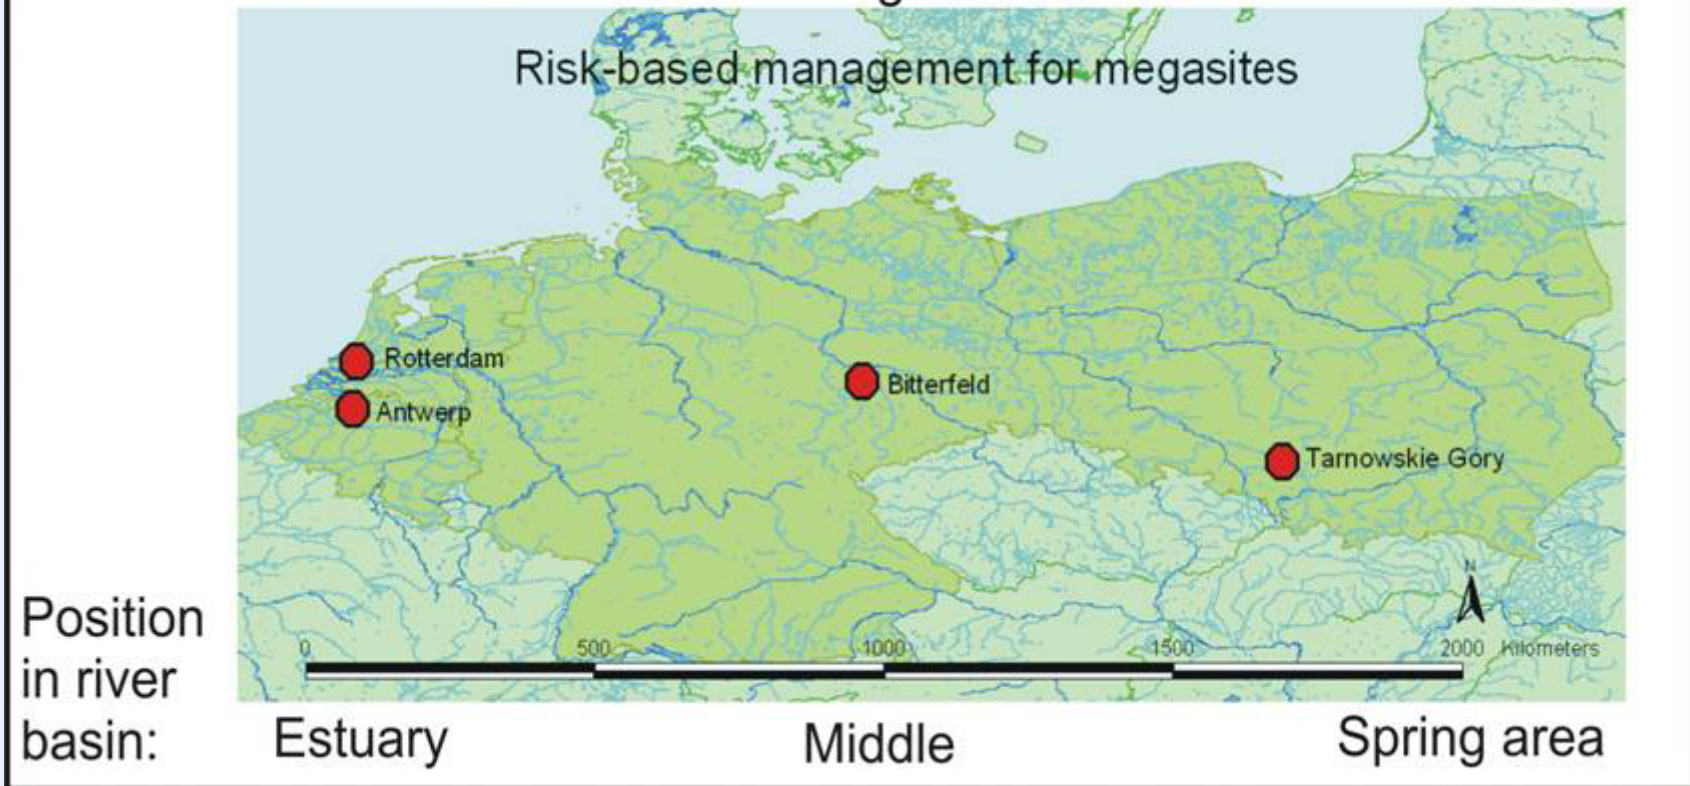 Risk-based management for megasites
Rotterdam
Antwerp
Bitterfeld
Tarnowskie Góry
N
0 500 1000 1500 2000 Kilometers
Position
in river
basin:
Estuary Middle Spring area